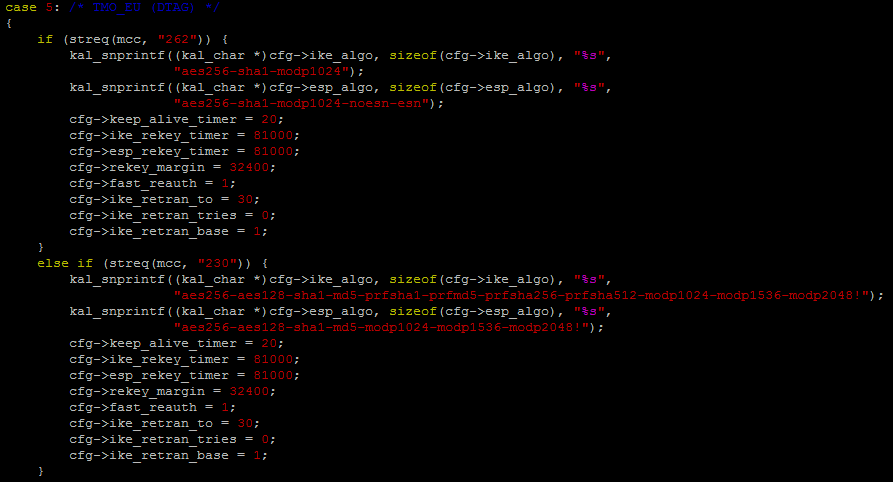 case 5: /* TMO_EU (DTAG) */
{
if (streq(mcc, "262")) {
kal_snprintf((kal_char *)cfg->ike_algo, sizeof(cfg->ike_algo), "%s",
"aes256-sha1-modp1024");
kal_snprintf((kal_char *)cfg->esp_algo, sizeof(cfg->esp_algo), "%s",
"aes256-sha1-modp1024-noesn-esn");
cfg->keep_alive_timer = 20;
cfg->ike_rekey_timer = 81000;
cfg->esp_rekey_timer = 81000;
cfg->rekey_margin = 32400;
cfg->fast_reauth = 1;
cfg->ike_retran_to = 30;
cfg->ike_retran_tries = 0;
cfg->ike_retran_base = 1;
}
else if (streq(mcc, "230")) {
kal_snprintf((kal_char *)cfg->ike_algo, sizeof(cfg->ike_algo), "%s",
"aes256-aes128-sha1-md5-prfsha1-prfmd5-prfsha256-prfsha512-modp1024-modp1536-modp2048!");
kal_snprintf((kal_char *)cfg->esp_algo, sizeof(cfg->esp_algo), "%s",
"aes256-aes128-sha1-md5-modp1024-modp1536-modp2048!");
cfg->keep_alive_timer = 20;
cfg->ike_rekey_timer = 81000;
cfg->esp_rekey_timer = 81000;
cfg->rekey_margin = 32400;
cfg->fast_reauth = 1;
cfg->ike_retran_to = 30;
cfg->ike_retran_tries = 0;
cfg->ike_retran_base = 1;
}